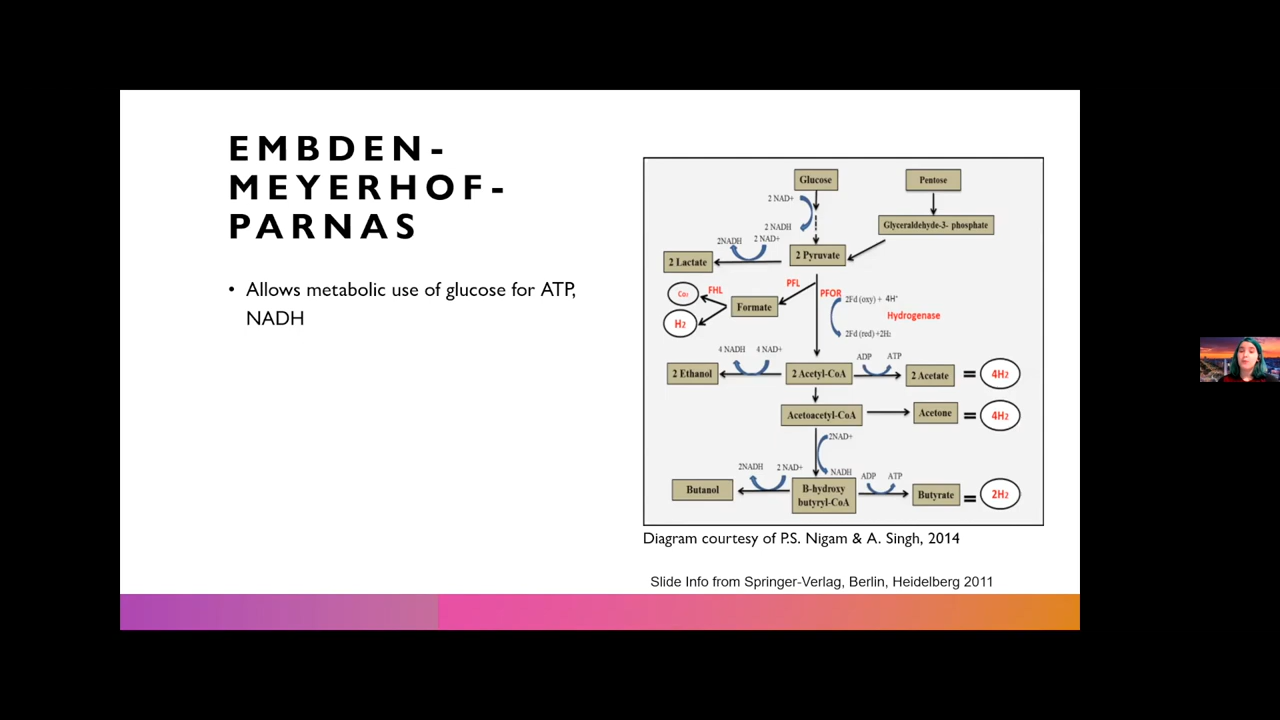 EMBDEN-
MEYERHOF-
PARNAS
• Allows metabolic use of glucose for ATP,
NADH
Glucose
Pentose
2 NAD+
2 NADH
Glyceraldehyde-3- phosphate
2NADH 2 NAD+
2 Lactate
2 Pyruvate
FHL
PFL
PFOR
Co₂
Formate
H₂
2Fd (oxy) + 4H⁺
Hydrogenase
2Fd (red) +2H₂
4 NADH 4 NAD+
ADP ATP
2 Ethanol
2 Acetyl-CoA
2 Acetate = 4H₂
Acetoacetyl-CoA
Acetone = 4H₂
2NAD+
NADH
2NADH 2 NAD+
ADP ATP
Butanol
B-hydroxy
butyryl-CoA
Butyrate = 2H₂
Diagram courtesy of P.S. Nigam & A. Singh, 2014
Slide Info from Springer-Verlag, Berlin, Heidelberg 2011